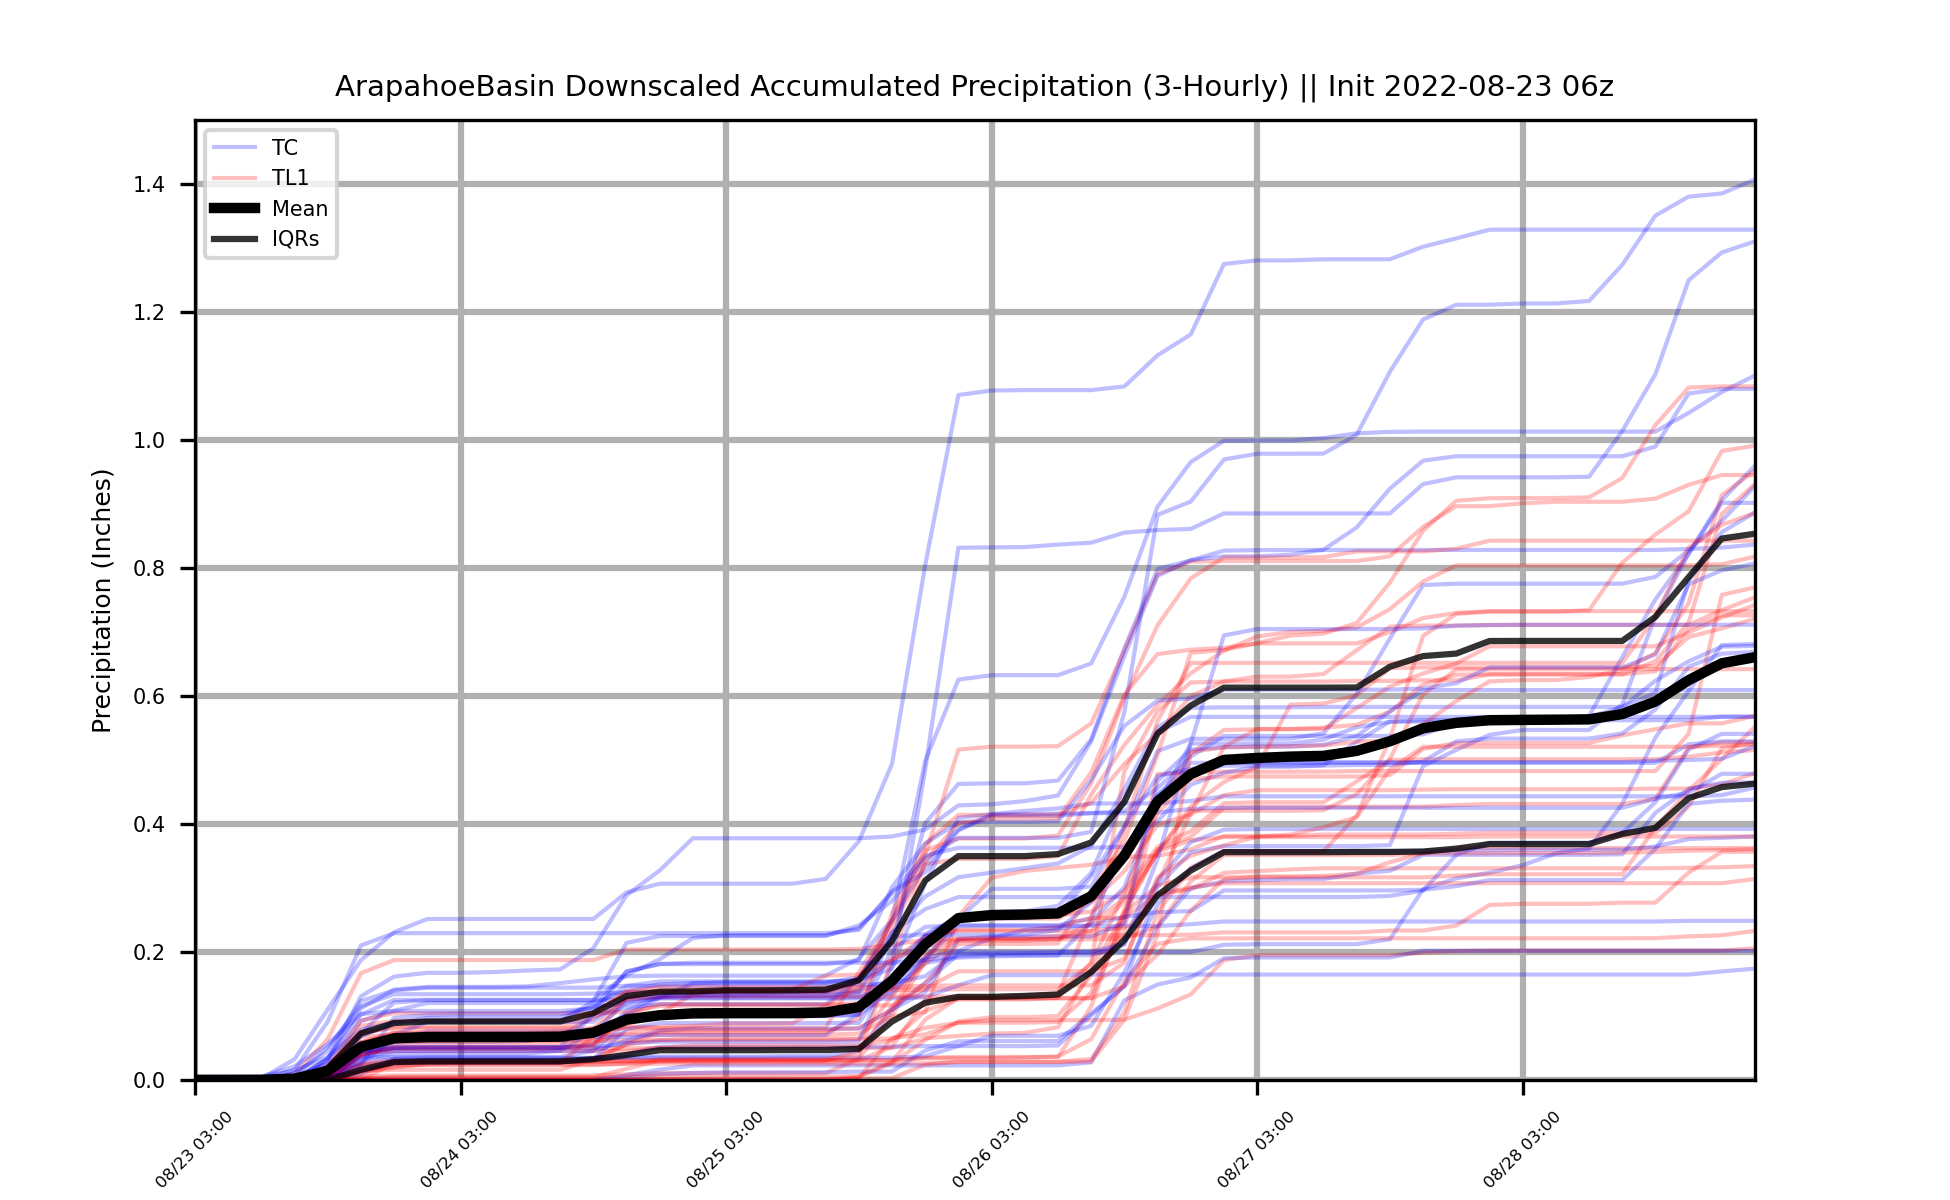 ArapahoeBasin Downscaled Accumulated Precipitation (3-Hourly) || Init 2022-08-23 06z
TC
TL1
Mean
IQRs
Precipitation (Inches)
1.4
1.2
1.0
0.8
0.6
0.4
0.2
0.0
08/23 03:00
08/24 03:00
08/25 03:00
08/26 03:00
08/27 03:00
08/28 03:00